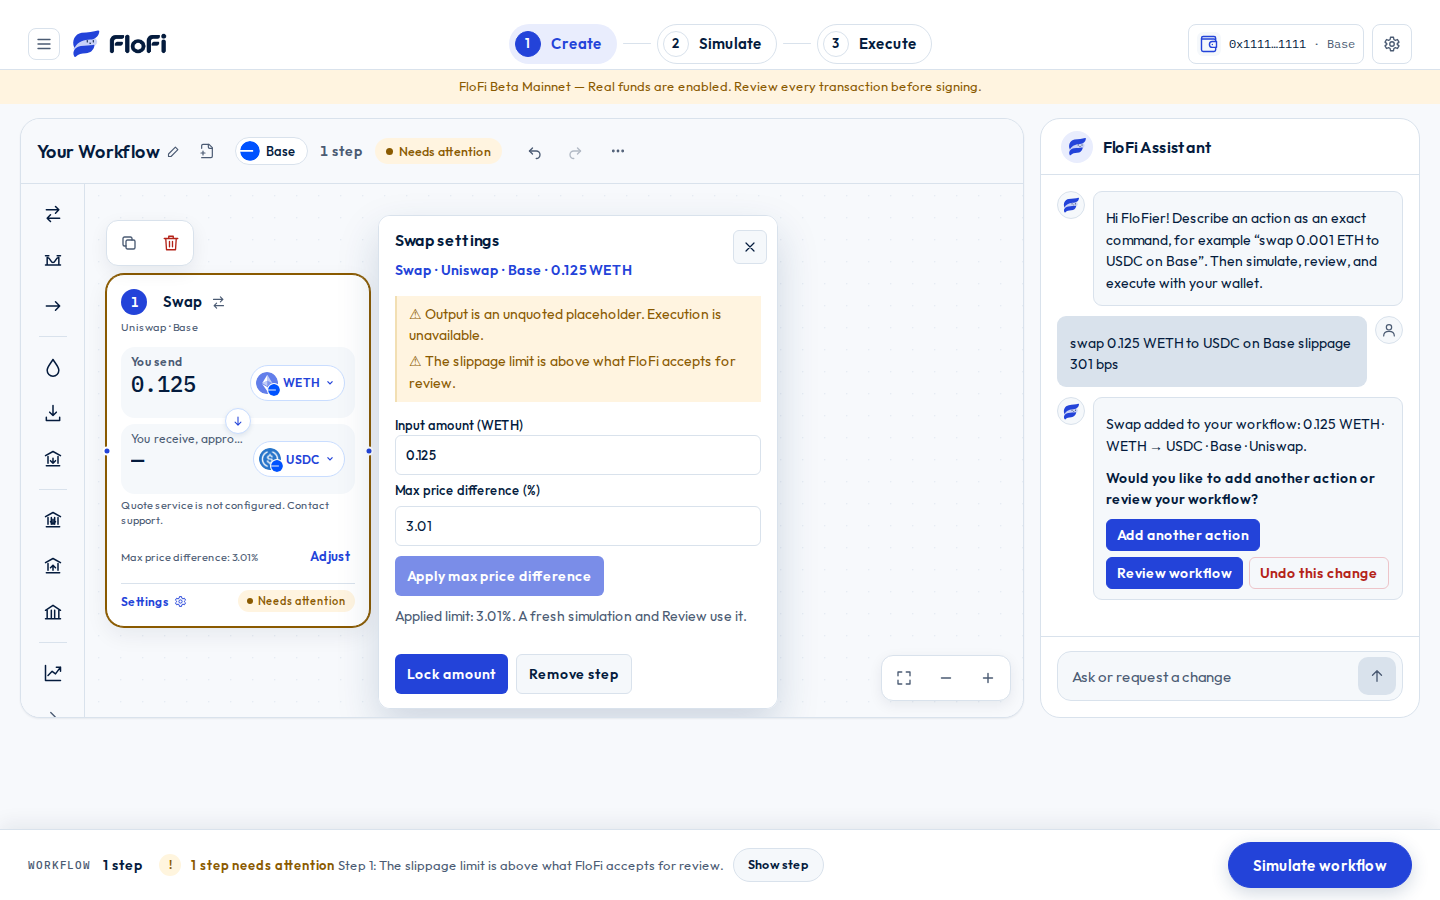 FloFi
1 Create
2 Simulate
3 Execute
0x1111…1111 · Base
FloFi Beta Mainnet — Real funds are enabled. Review every transaction before signing.
Your Workflow
Base
1 step
Needs attention
1 Swap
Uniswap · Base
You send
0.125
WETH
You receive, appro...
—
USDC
Quote service is not configured. Contact
support.
Max price difference: 3.01%
Adjust
Settings
Needs attention
Swap settings
Swap · Uniswap · Base · 0.125 WETH
⚠ Output is an unquoted placeholder. Execution is
unavailable.
⚠ The slippage limit is above what FloFi accepts for
review.
Input amount (WETH)
0.125
Max price difference (%)
3.01
Apply max price difference
Applied limit: 3.01%. A fresh simulation and Review use it.
Lock amount
Remove step
FloFi Assistant
Hi FloFier! Describe an action as an exact
command, for example “swap 0.001 ETH to
USDC on Base”. Then simulate, review, and
execute with your wallet.
swap 0.125 WETH to USDC on Base slippage
301 bps
Swap added to your workflow: 0.125 WETH ·
WETH → USDC · Base · Uniswap.
Would you like to add another action or
review your workflow?
Add another action
Review workflow
Undo this change
Ask or request a change
WORKFLOW 1 step
! 1 step needs attention Step 1: The slippage limit is above what FloFi accepts for review.
Show step
Simulate workflow